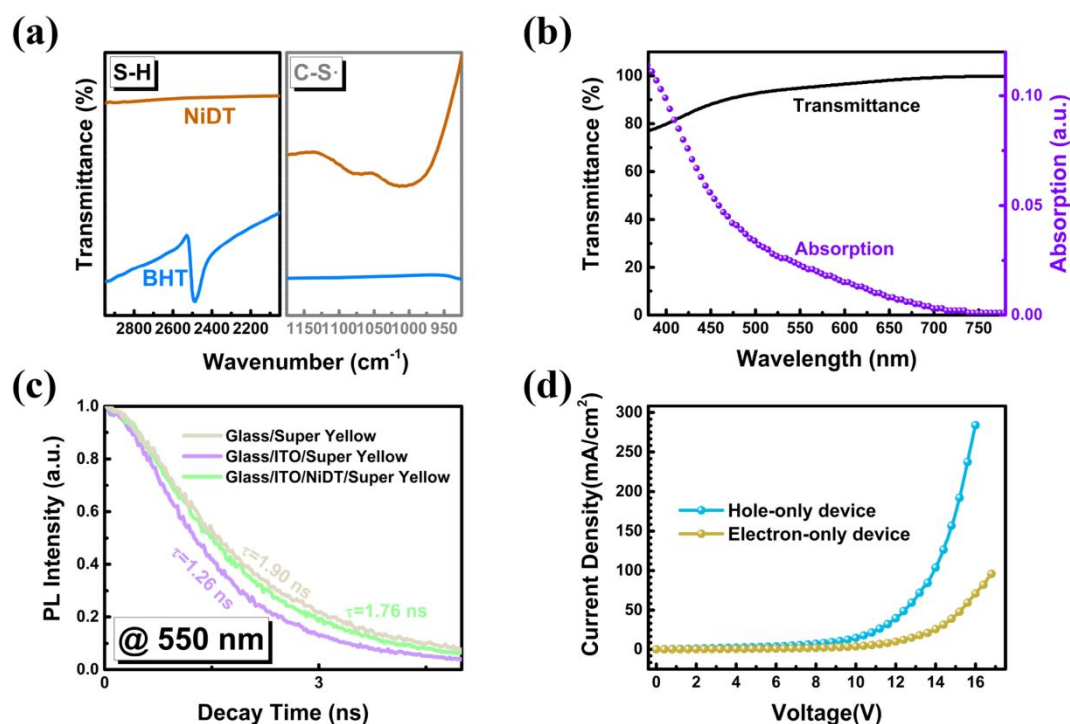 (a)
S-H
C-S·
NiDT
BHT
Transmittance (%)
2800 2600 2400 2200
1150 1100 1050 1000 950
Wavenumber (cm⁻¹)
(b)
100
80
60
40
20
0
Transmittance (%)
Transmittance
Absorption
0.10
0.05
0.00
Absorption (a.u.)
400 450 500 550 600 650 700 750
Wavelength (nm)
(c)
1.0
0.8
0.6
0.4
0.2
0.0
PL Intensity (a.u.)
Glass/Super Yellow
Glass/ITO/Super Yellow
Glass/ITO/NiDT/Super Yellow
τ=1.90 ns
τ=1.26 ns
τ=1.76 ns
@ 550 nm
0 3
Decay Time (ns)
(d)
300
250
200
150
100
50
0
Current Density(mA/cm²)
Hole-only device
Electron-only device
0 2 4 6 8 10 12 14 16
Voltage(V)